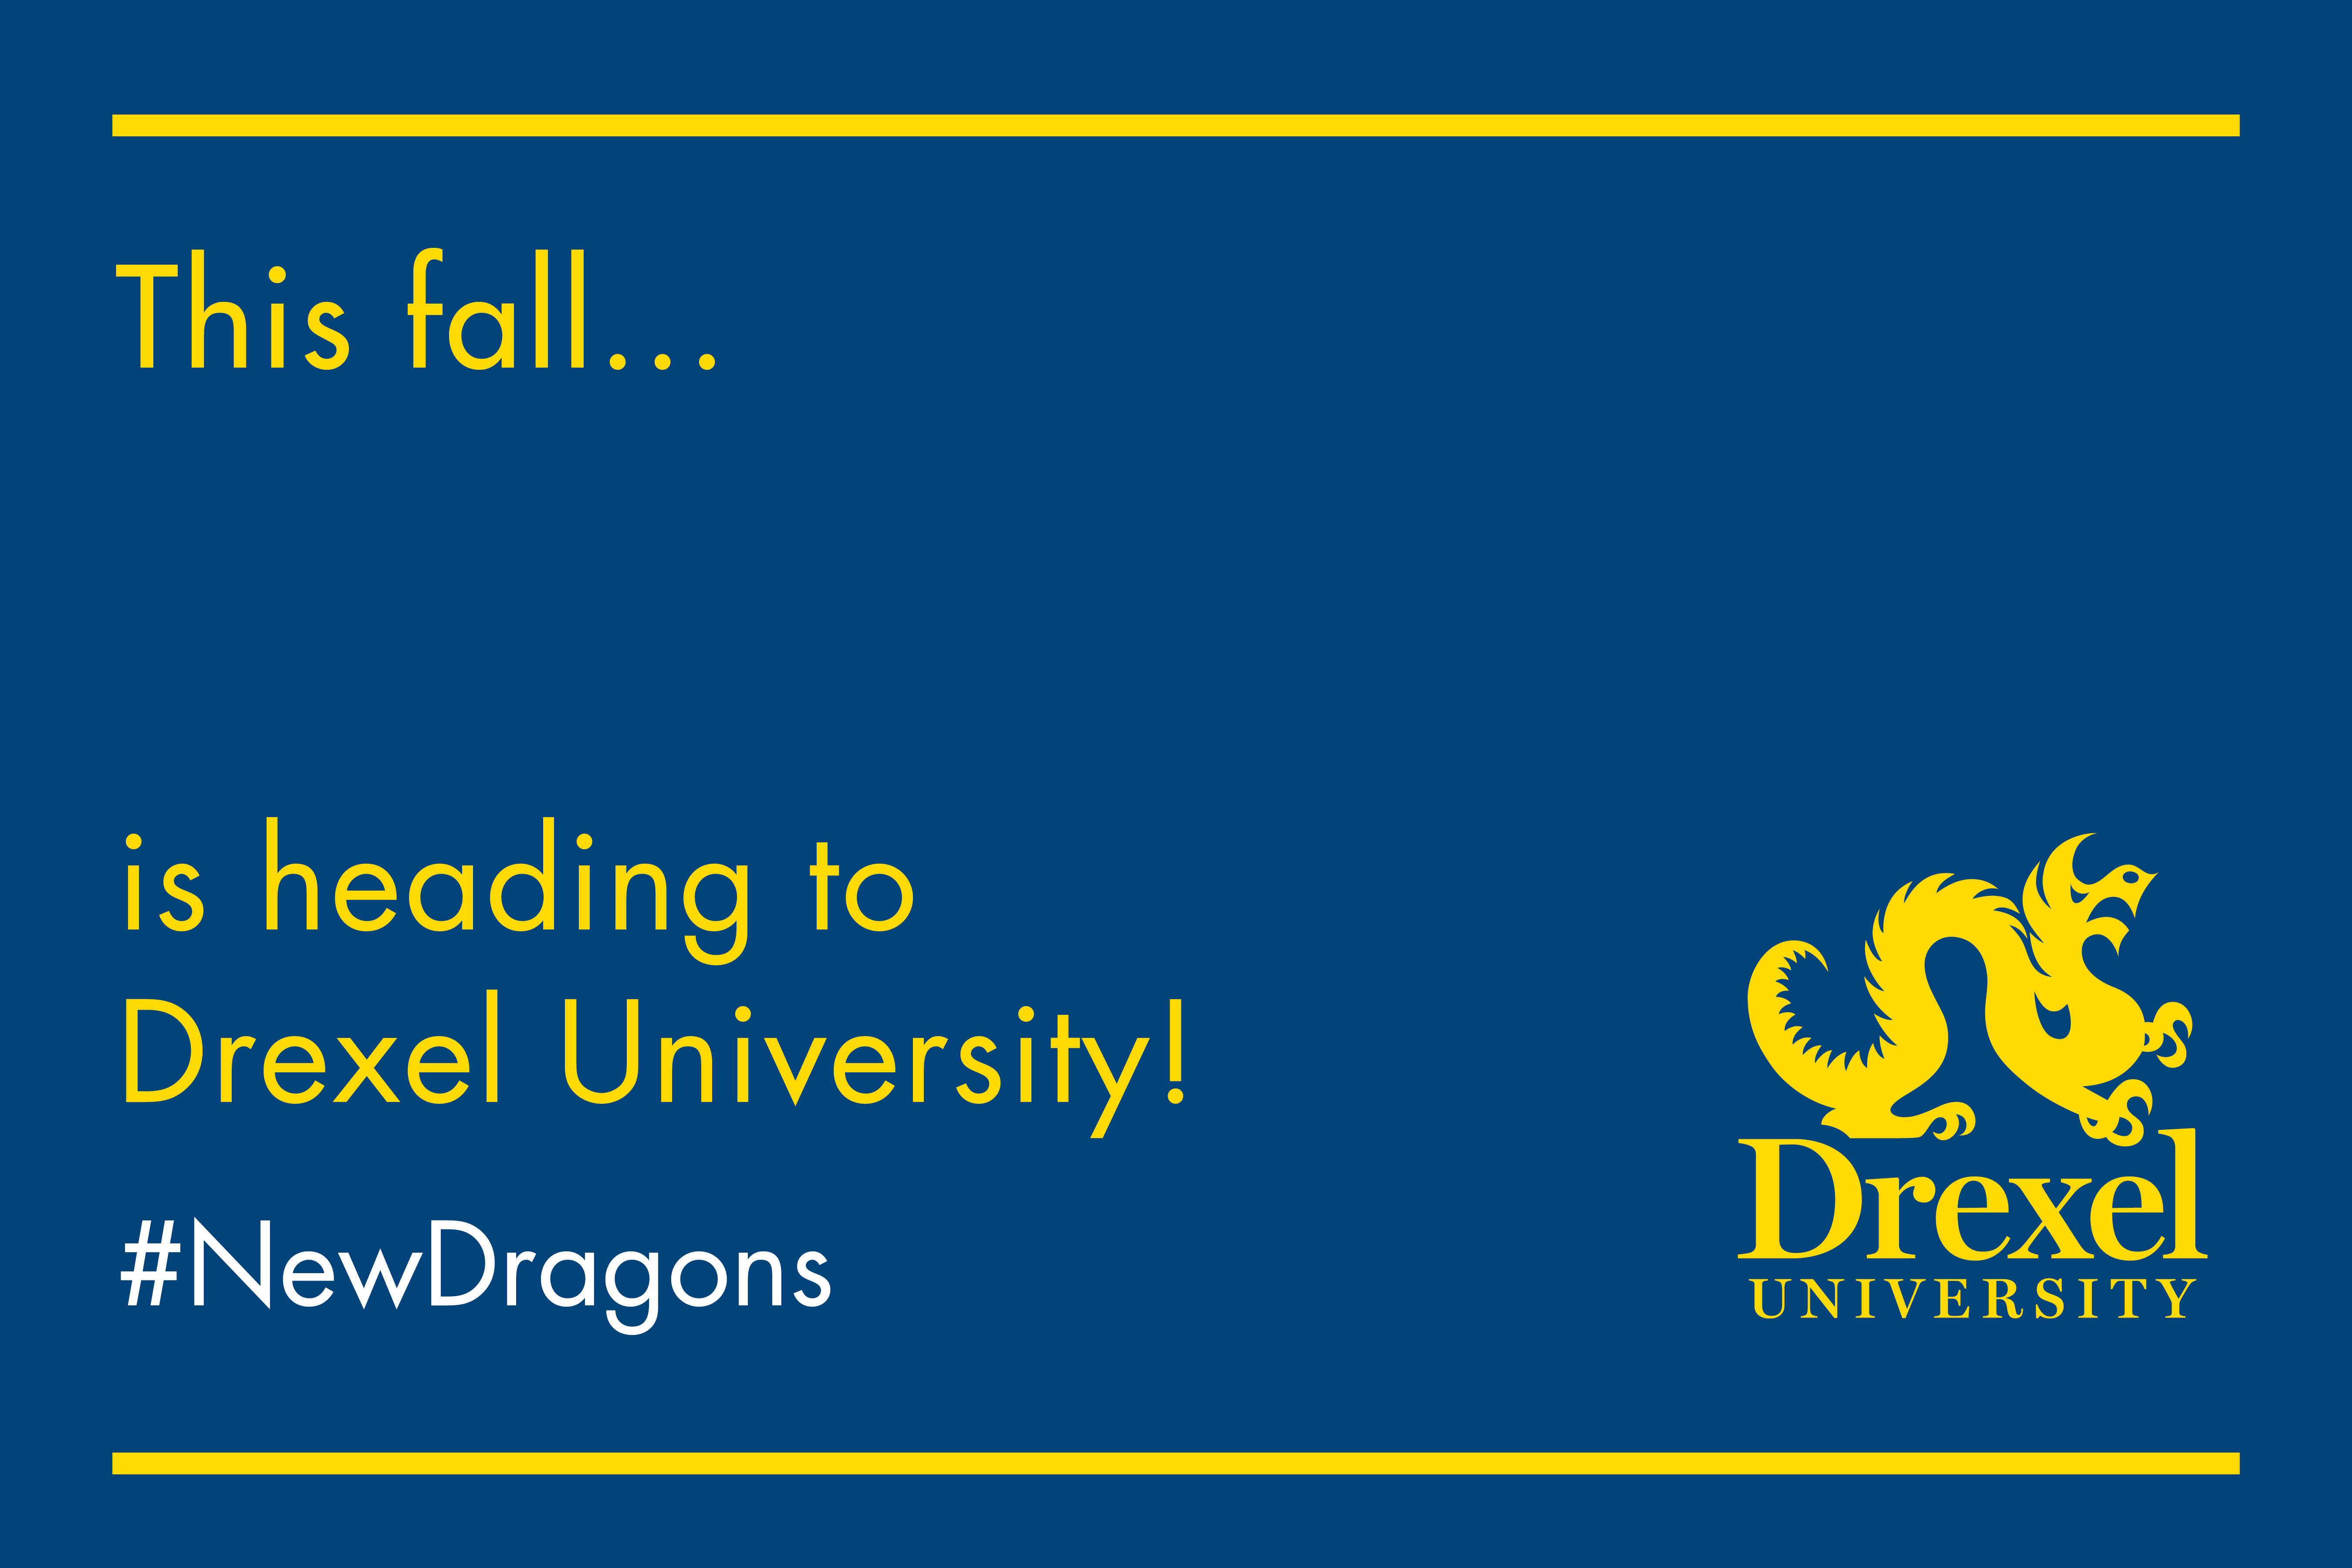 This fall...
is heading to
Drexel University!
#NewDragons
Drexel
UNIVERSITY